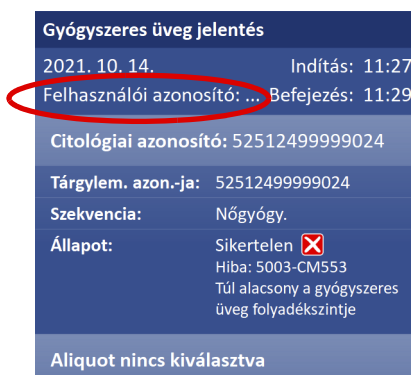 Gyógyszeres üveg jelentés
2021. 10. 14. Indítás: 11:27
Felhasználói azonosító: ... Befejezés: 11:29
Citológiai azonosító: 52512499999024
Tárgylem. azon.-ja: 52512499999024
Szekvencia: Nőgyógy.
Állapot: Sikertelen
Hiba: 5003-CM553
Túl alacsony a gyógyszeres
üveg folyadékszintje
Aliquot nincs kiválasztva